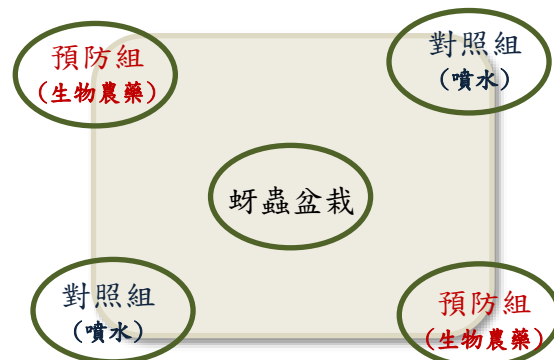 預防組
(生物農藥)
對照組
(噴水)
蚜蟲盆栽
對照組
(噴水)
預防組
(生物農藥)